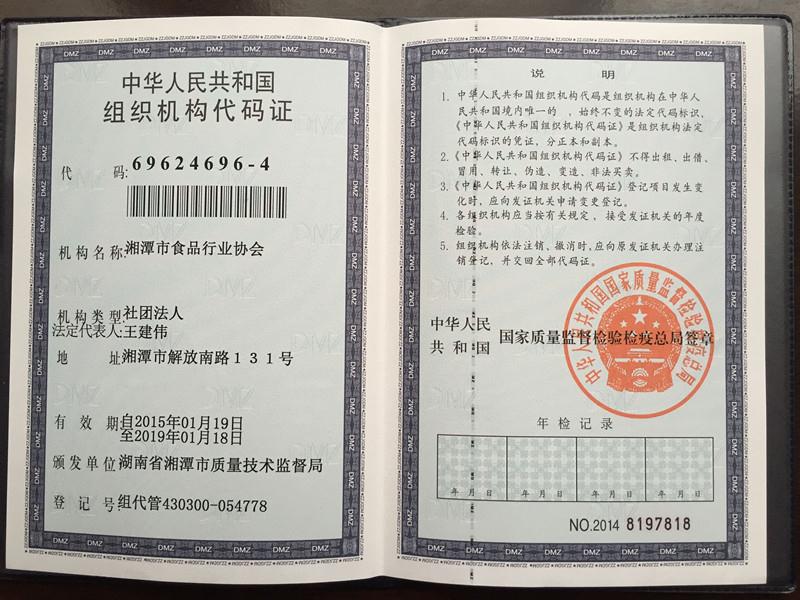 中华人民共和国
组织机构代码证
代 码: 69624696-4
机构名称 湘潭市食品行业协会
机构类型 社团法人
法定代表人 王建伟
地 址 湘潭市解放南路131号
有效期 自2015年01月19日
至2019年01月18日
颁发单位 湖南省湘潭市质量技术监督局
登记号 组代管430300-054778
说 明
1. 中华人民共和国组织机构代码是组织机构在中华人
民共和国境内唯一的、始终不变的法定代码标识，
《中华人民共和国组织机构代码证》是组织机构法定
代码标识的凭证，分正本和副本。
2. 《中华人民共和国组织机构代码证》不得出租、出借、
冒用、转让、伪造、变造、非法买卖。
3. 《中华人民共和国组织机构代码证》登记项目发生变
化时，应向发证机关申请变更登记。
4. 各组织机构应当按有关规定，接受发证机关的年度
检验。
5. 组织机构依法注销、撤消时，应向原发证机关办理注
销登记，并交回全部代码证。
中华人民
共和国 国家质量监督检验检疫总局签章
中华人民共和国国家质量监督检验检疫总局
年检记录
年 月 日 年 月 日 年 月 日 年 月 日
NO.2014 8197818